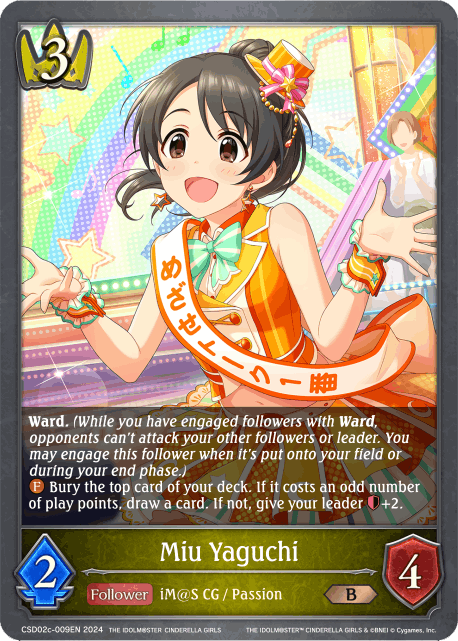 3
めざせトーク1番
Ward. (While you have engaged followers with Ward,
opponents can't attack your other followers or leader. You
may engage this follower when it's put onto your field or
during your end phase.)
F Bury the top card of your deck. If it costs an odd number
of play points, draw a card. If not, give your leader +2.
Miu Yaguchi
2
Follower iM@S CG / Passion
B
4
CSD02c-009EN 2024 THE IDOLM@STER CINDERELLA GIRLS THE IDOLM@STER™ CINDERELLA GIRLS & ©BNEI © Cygames, Inc.